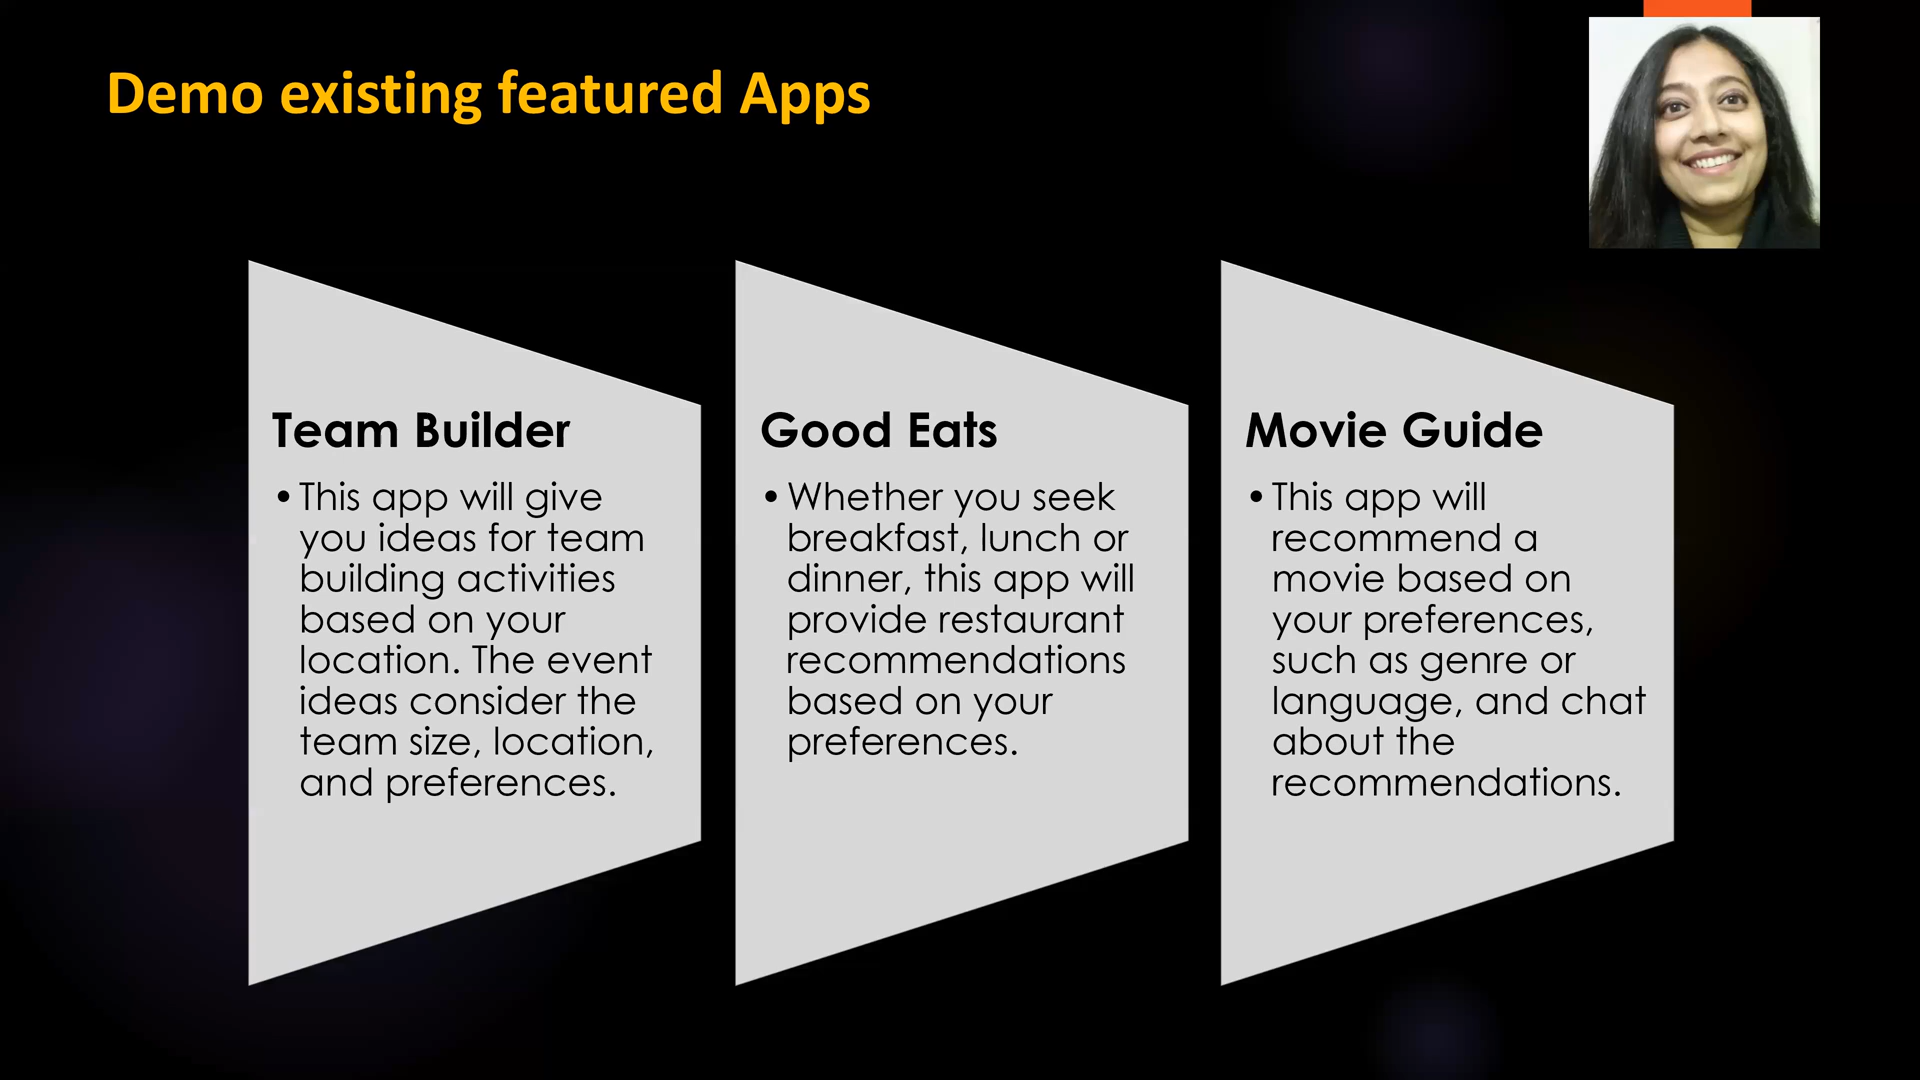 Demo existing featured Apps
Team Builder
• This app will give
you ideas for team
building activities
based on your
location. The event
ideas consider the
team size, location,
and preferences.
Good Eats
• Whether you seek
breakfast, lunch or
dinner, this app will
provide restaurant
recommendations
based on your
preferences.
Movie Guide
• This app will
recommend a
movie based on
your preferences,
such as genre or
language, and chat
about the
recommendations.